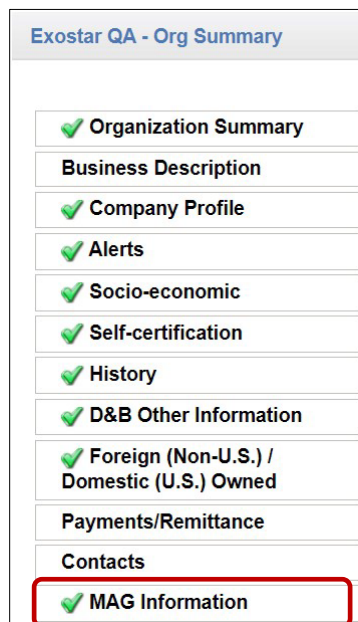 Exostar QA - Org Summary
Organization Summary
Business Description
Company Profile
Alerts
Socio-economic
Self-certification
History
D&B Other Information
Foreign (Non-U.S.) /
Domestic (U.S.) Owned
Payments/Remittance
Contacts
MAG Information